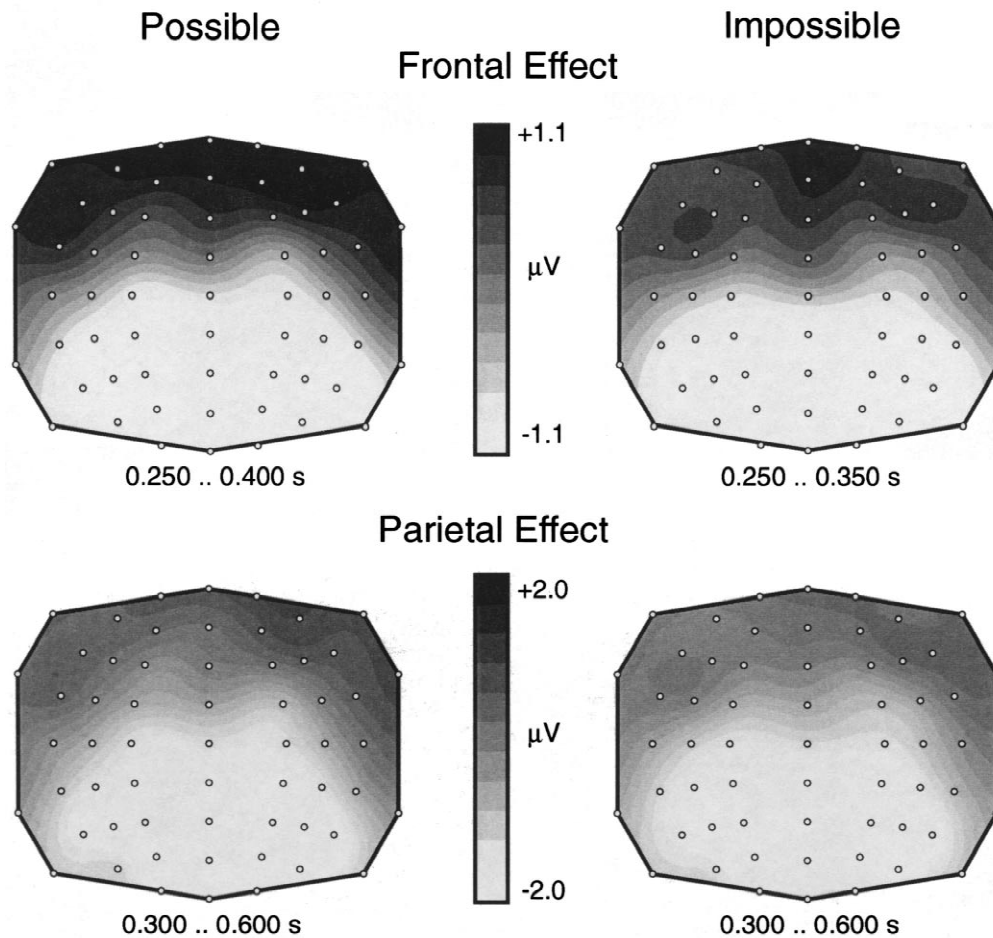 Possible
Impossible
Frontal Effect
+1.1
μV
-1.1
0.250 .. 0.400 s
0.250 .. 0.350 s
Parietal Effect
+2.0
μV
-2.0
0.300 .. 0.600 s
0.300 .. 0.600 s